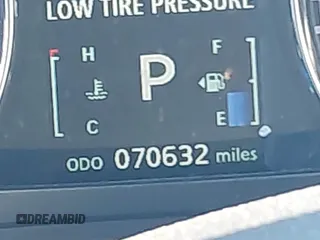 LOW TIRE PRESSURE
H F
P
C E
ODO 070632 miles
DREAMBID